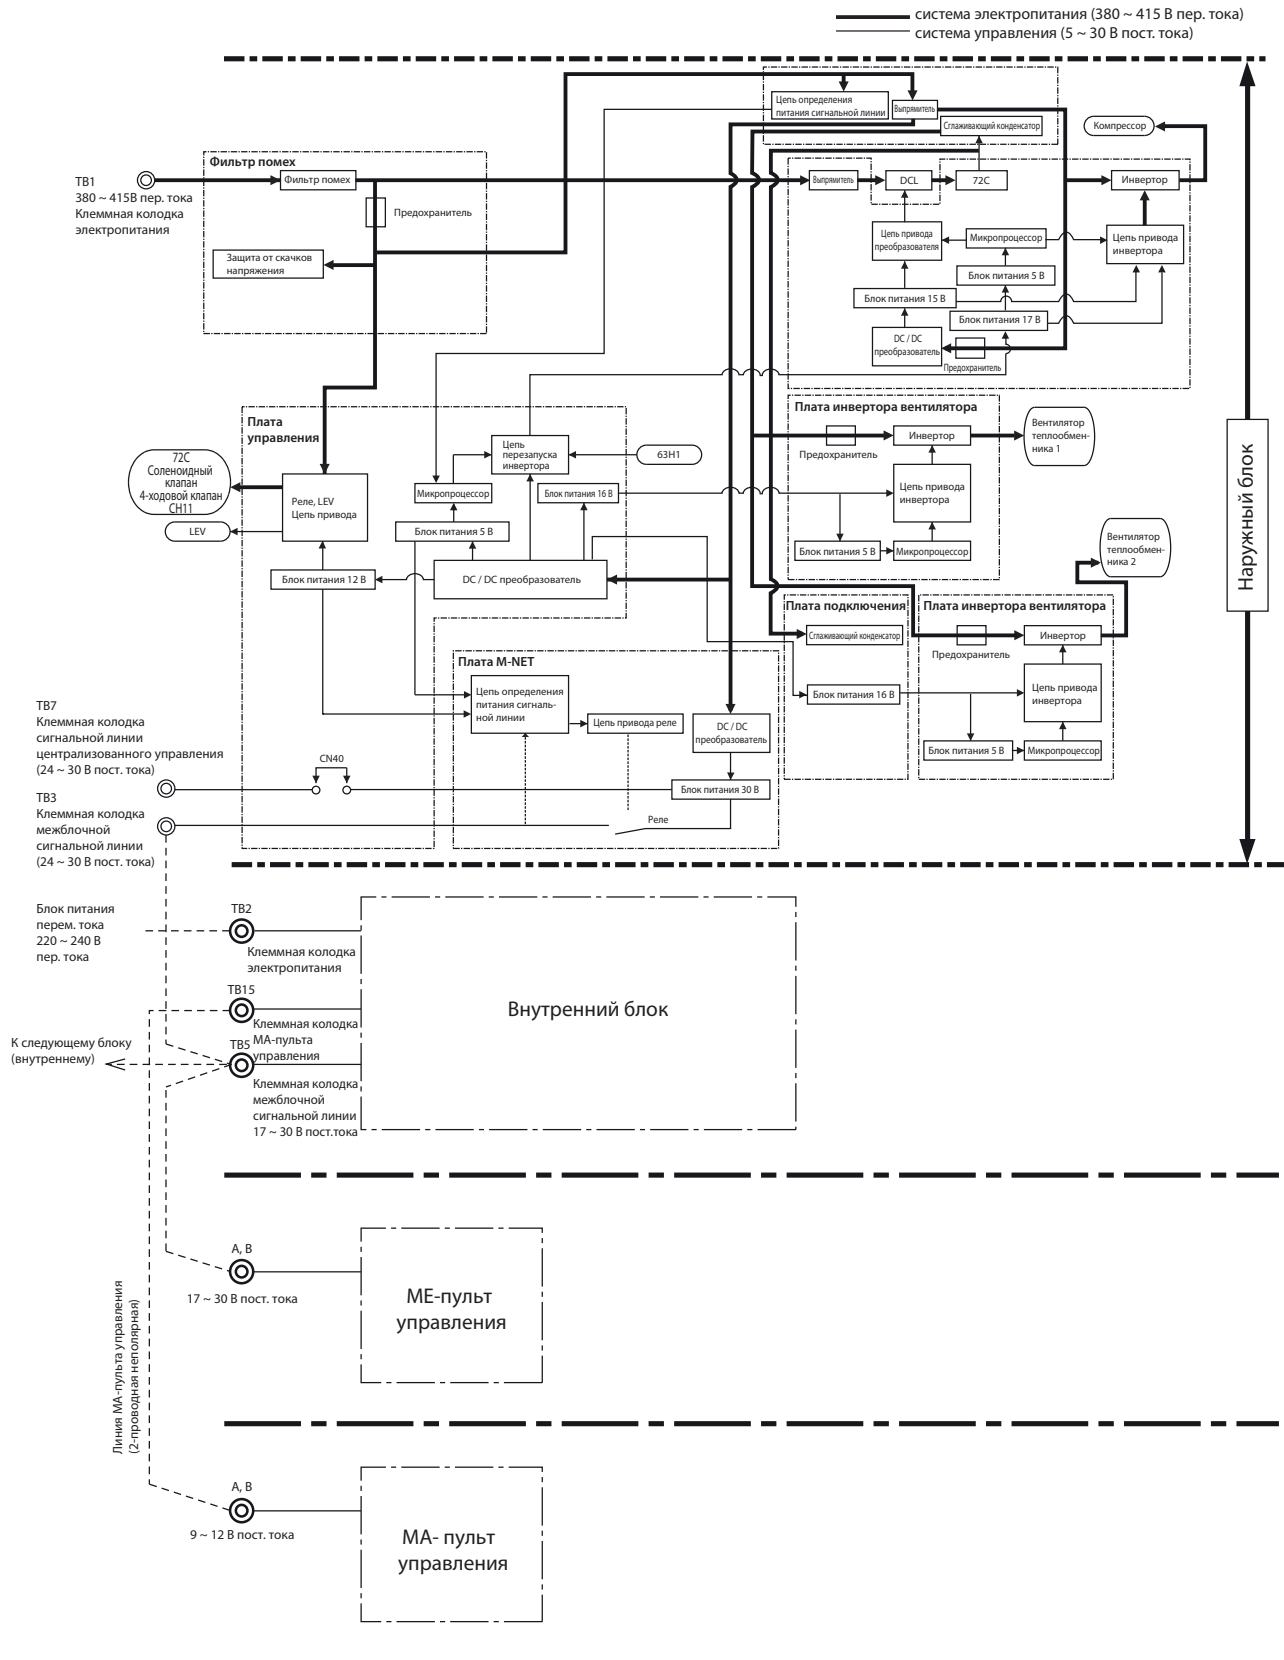 система электропитания (380 ~ 415 В пер. тока)
система управления (5 ~ 30 В пост. тока)
Цепь определения
питания сигнальной линии
Выпрямитель
Сглаживающий конденсатор
Компрессор
Фильтр помех
Фильтр помех
TB1
380 ~ 415В пер. тока
Клеммная колодка
электропитания
Предохранитель
Защита от скачков
напряжения
Выпрямитель
DCL
72C
Инвертор
Цепь привода
преобразователя
Микропроцессор
Цепь привода
инвертора
Блок питания 5 В
Блок питания 15 В
Блок питания 17 В
DC / DC
преобразователь
Предохранитель
Наружный блок
Плата
управления
72C
Соленоидный
клапан
4-ходовой клапан
CH11
LEV
Реле, LEV
Цепь привода
Блок питания 12 В
Цепь
перезапуска
инвертора
63H1
Микропроцессор
Блок питания 16 В
Блок питания 5 В
DC / DC преобразователь
Плата инвертора вентилятора
Предохранитель
Инвертор
Вентилятор
теплообмен-
ника 1
Цепь привода
инвертора
Блок питания 5 В
Микропроцессор
Вентилятор
теплообмен-
ника 2
Плата подключения
Сглаживающий конденсатор
Блок питания 16 В
Плата инвертора вентилятора
Предохранитель
Инвертор
Цепь привода
инвертора
Блок питания 5 В
Микропроцессор
Плата M-NET
Цепь определения
питания сигналь-
ной линии
Цепь привода реле
DC / DC
преобразователь
Блок питания 30 В
Реле
TB7
Клеммная колодка
сигнальной линии
централизованного управления
(24 ~ 30 В пост. тока)
CN40
TB3
Клеммная колодка
межблочной
сигнальной линии
(24 ~ 30 В пост. тока)
Блок питания
перем. тока
220 ~ 240 В
пер. тока
TB2
Клеммная колодка
электропитания
TB15
Клеммная колодка
МА-пульта
управления
К следующему блоку
(внутреннему)
TB5
Клеммная колодка
межблочной
сигнальной линии
17 ~ 30 В пост.тока
Внутренний блок
A, B
17 ~ 30 В пост. тока
МЕ-пульт
управления
Линия МА-пульта управления
(2-проводная неполярная)
A, B
9 ~ 12 В пост. тока
МА- пульт
управления